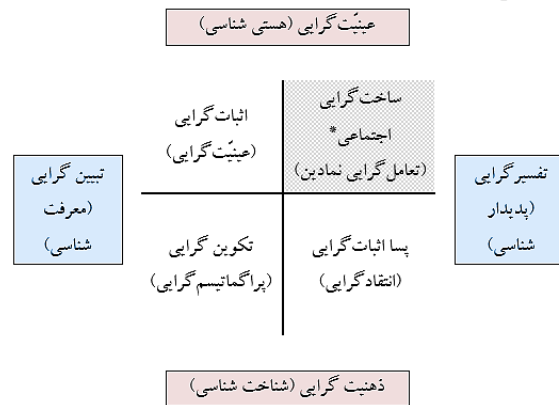 عینیّت‌گرایی (هستی شناسی)
ساخت‌گرایی
اجتماعی*
(تعامل‌گرایی نمادین)
اثبات‌گرایی
(عینیّت‌گرایی)
تفسیرگرایی
(پدیدار
شناسی)
تبیین گرایی
(معرفت
شناسی)
پسا اثبات‌گرایی
(انتقادگرایی)
تکوین گرایی
(پراگماتیسم‌گرایی)
ذهنیت گرایی (شناخت شناسی)